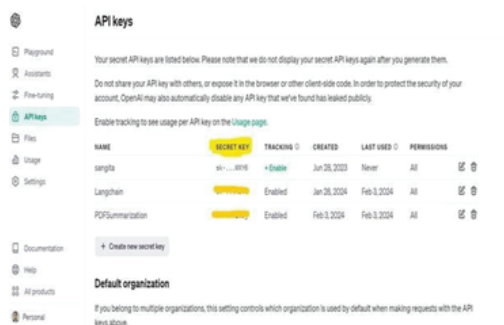 API keys
Playground
Assistants
Fine-tuning
API keys
Files
Usage
Settings
Documentation
Help
All products
Personal
Your secret API keys are listed below. Please note that we do not display your secret API keys again after you generate them.
Do not share your API key with others, or expose it in the browser or other client-side code. In order to protect the security of your
account, OpenAI may also automatically disable any API key that we've found has leaked publicly.
Enable tracking to see usage per API key on the Usage page.
NAME SECRET KEY TRACKING CREATED LAST USED PERMISSIONS
sangita + Enable Jun 28, 2023 Never All
Langchain Enabled Jan 26, 2024 Feb 3, 2024 All
PDFSummarization Enabled Feb 3, 2024 Feb 3, 2024 All
+ Create new secret key
Default organization
If you belong to multiple organizations, this setting controls which organization is used by default when making requests with the API
keys above.